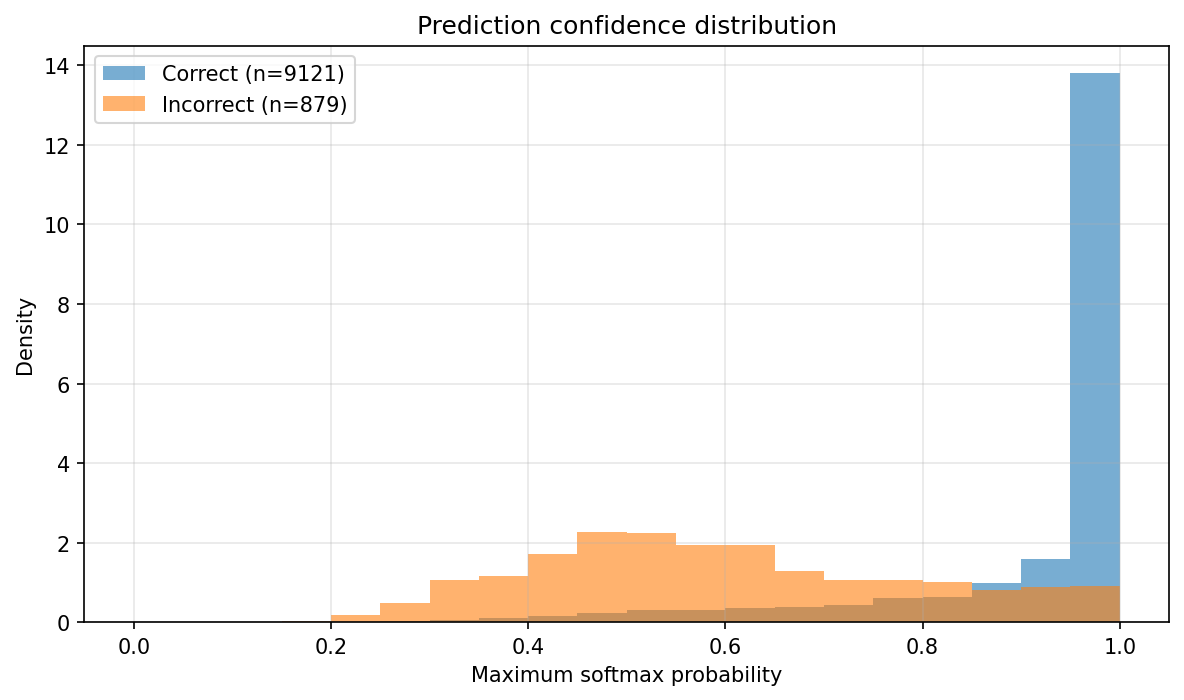 Prediction confidence distribution
Correct (n=9121)
Incorrect (n=879)
Density
14
12
10
8
6
4
2
0
0.0 0.2 0.4 0.6 0.8 1.0
Maximum softmax probability